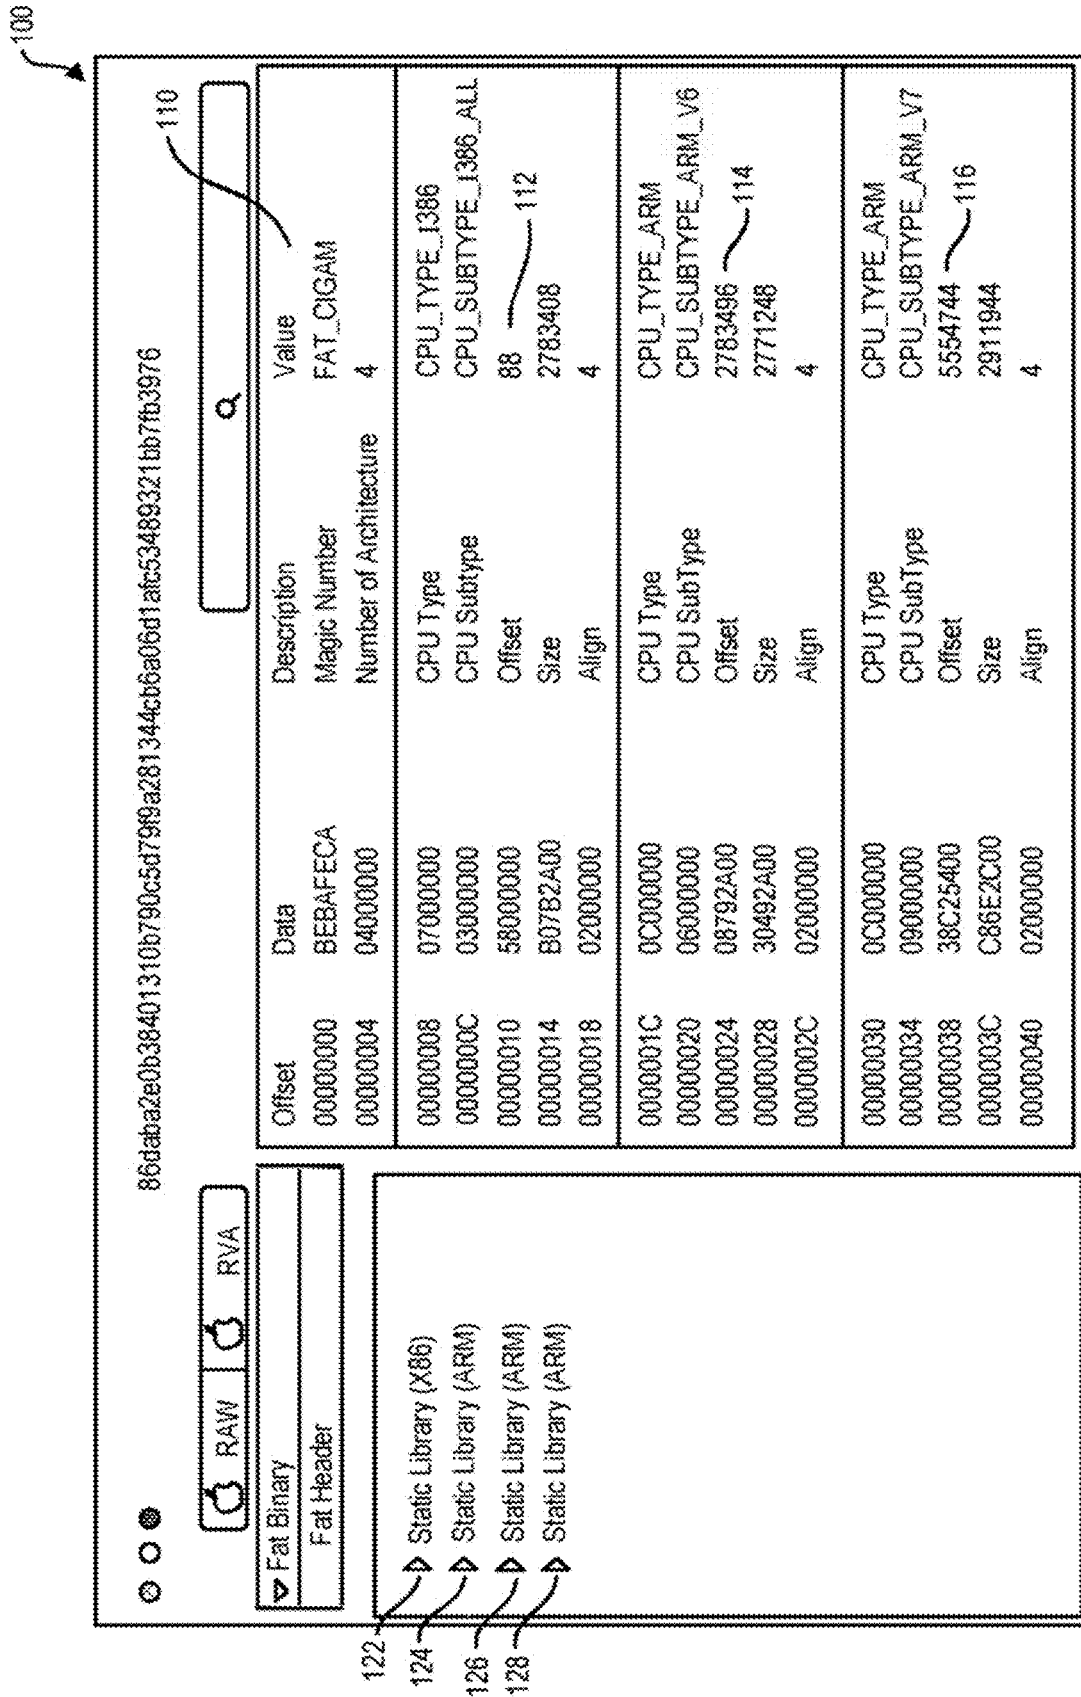 100
86daba2e0b38401310b790c5d79f9a281344cb6a06d1afc53489321bb7fb3976
RAW RVA
110
Fat Binary
Fat Header
Offset Data Description Value
00000000 BEBAFECA Magic Number FAT_CIGAM
00000004 04000000 Number of Architecture 4
00000008 07000000 CPU Type CPU_TYPE_I386
0000000C 03000000 CPU Subtype CPU_SUBTYPE_I386_ALL
00000010 58000000 Offset 88 112
00000014 B07B2A00 Size 2783408
00000018 02000000 Align 4
0000001C 0C000000 CPU Type CPU_TYPE_ARM
00000020 06000000 CPU SubType CPU_SUBTYPE_ARM_V6
00000024 08792A00 Offset 2783496 114
00000028 30492A00 Size 2771248
0000002C 02000000 Align 4
00000030 0C000000 CPU Type CPU_TYPE_ARM
00000034 09000000 CPU SubType CPU_SUBTYPE_ARM_V7
00000038 38C25400 Offset 5554744 116
0000003C C86E2C00 Size 2911944
00000040 02000000 Align 4
122 Static Library (X86)
124 Static Library (ARM)
126 Static Library (ARM)
128 Static Library (ARM)